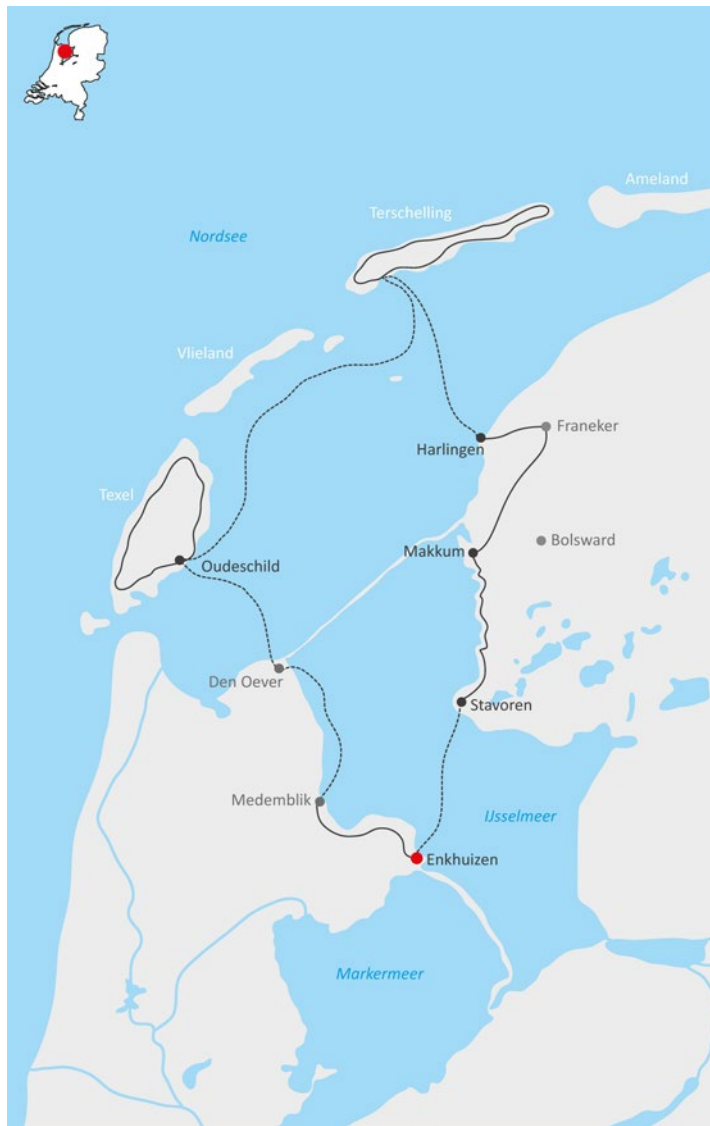 Ameland
Terschelling
Nordsee
Vlieland
Franeker
Harlingen
Texel
Bolsward
Makkum
Oudeschild
Den Oever
Stavoren
Medemblik
IJsselmeer
Enkhuizen
Markermeer